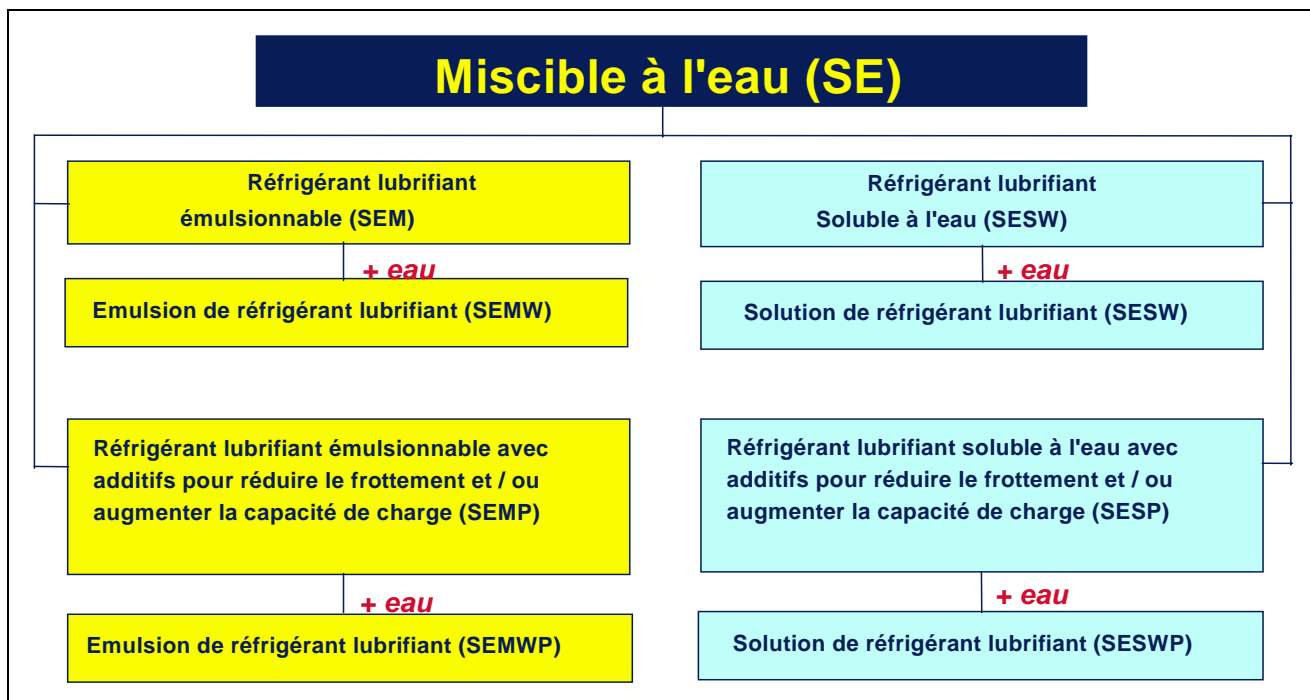 Miscible à l'eau (SE)
Réfrigérant lubrifiant
émulsionnable (SEM)
+ eau
Emulsion de réfrigérant lubrifiant (SEMW)
Réfrigérant lubrifiant émulsionnable avec
additifs pour réduire le frottement et / ou
augmenter la capacité de charge (SEMP)
+ eau
Emulsion de réfrigérant lubrifiant (SEMWP)
Réfrigérant lubrifiant
Soluble à l'eau (SESW)
+ eau
Solution de réfrigérant lubrifiant (SESW)
Réfrigérant lubrifiant soluble à l'eau avec
additifs pour réduire le frottement et / ou
augmenter la capacité de charge (SESP)
+ eau
Solution de réfrigérant lubrifiant (SESWP)